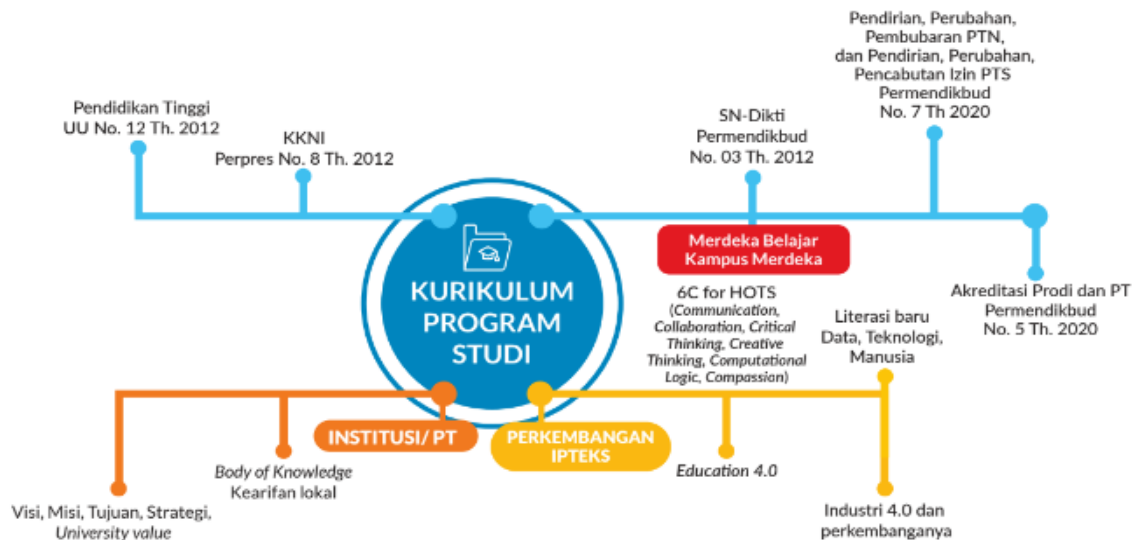 Pendidikan Tinggi
UU No. 12 Th. 2012
KKNI
Perpres No. 8 Th. 2012
SN-Dikti
Permendikbud
No. 03 Th. 2012
Pendirian, Perubahan,
Pembubaran PTN,
dan Pendirian, Perubahan,
Pencabutan Izin PTS
Permendikbud
No. 7 Th 2020
Merdeka Belajar
Kampus Merdeka
Akreditasi Prodi dan PT
Permendikbud
No. 5 Th. 2020
KURIKULUM
PROGRAM
STUDI
6C for HOTS
(Communication,
Collaboration, Critical
Thinking, Creative
Thinking, Computational
Logic, Compassion)
Literasi baru
Data, Teknologi,
Manusia
INSTITUSI/ PT
PERKEMBANGAN
IPTEKS
Body of Knowledge
Kearifan lokal
Education 4.0
Visi, Misi, Tujuan, Strategi,
University value
Industri 4.0 dan
perkembanganya